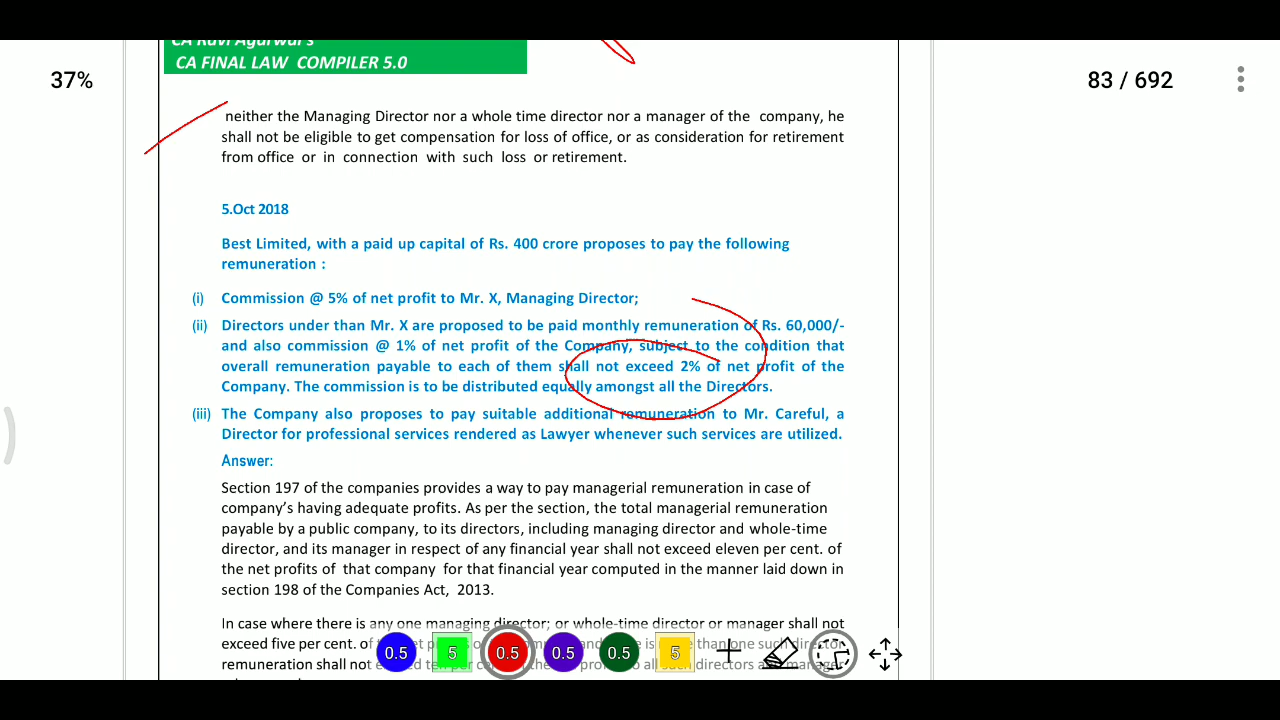 CA Ravi Agarwal's
CA FINAL LAW COMPILER 5.0
37%
83 / 692
neither the Managing Director nor a whole time director nor a manager of the company, he
shall not be eligible to get compensation for loss of office, or as consideration for retirement
from office or in connection with such loss or retirement.
5.Oct 2018
Best Limited, with a paid up capital of Rs. 400 crore proposes to pay the following
remuneration :
(i) Commission @ 5% of net profit to Mr. X, Managing Director;
(ii) Directors under than Mr. X are proposed to be paid monthly remuneration of Rs. 60,000/-
and also commission @ 1% of net profit of the Company, subject to the condition that
overall remuneration payable to each of them shall not exceed 2% of net profit of the
Company. The commission is to be distributed equally amongst all the Directors.
(iii) The Company also proposes to pay suitable additional remuneration to Mr. Careful, a
Director for professional services rendered as Lawyer whenever such services are utilized.
Answer:
Section 197 of the companies provides a way to pay managerial remuneration in case of
company's having adequate profits. As per the section, the total managerial remuneration
payable by a public company, to its directors, including managing director and whole-time
director, and its manager in respect of any financial year shall not exceed eleven per cent. of
the net profits of that company for that financial year computed in the manner laid down in
section 198 of the Companies Act, 2013.
In case where there is any one managing director; or whole-time director or manager shall not
exceed five per cent. of than one such director
remuneration shall not directors and manager
0.5 5 0.5 0.5 0.5 5